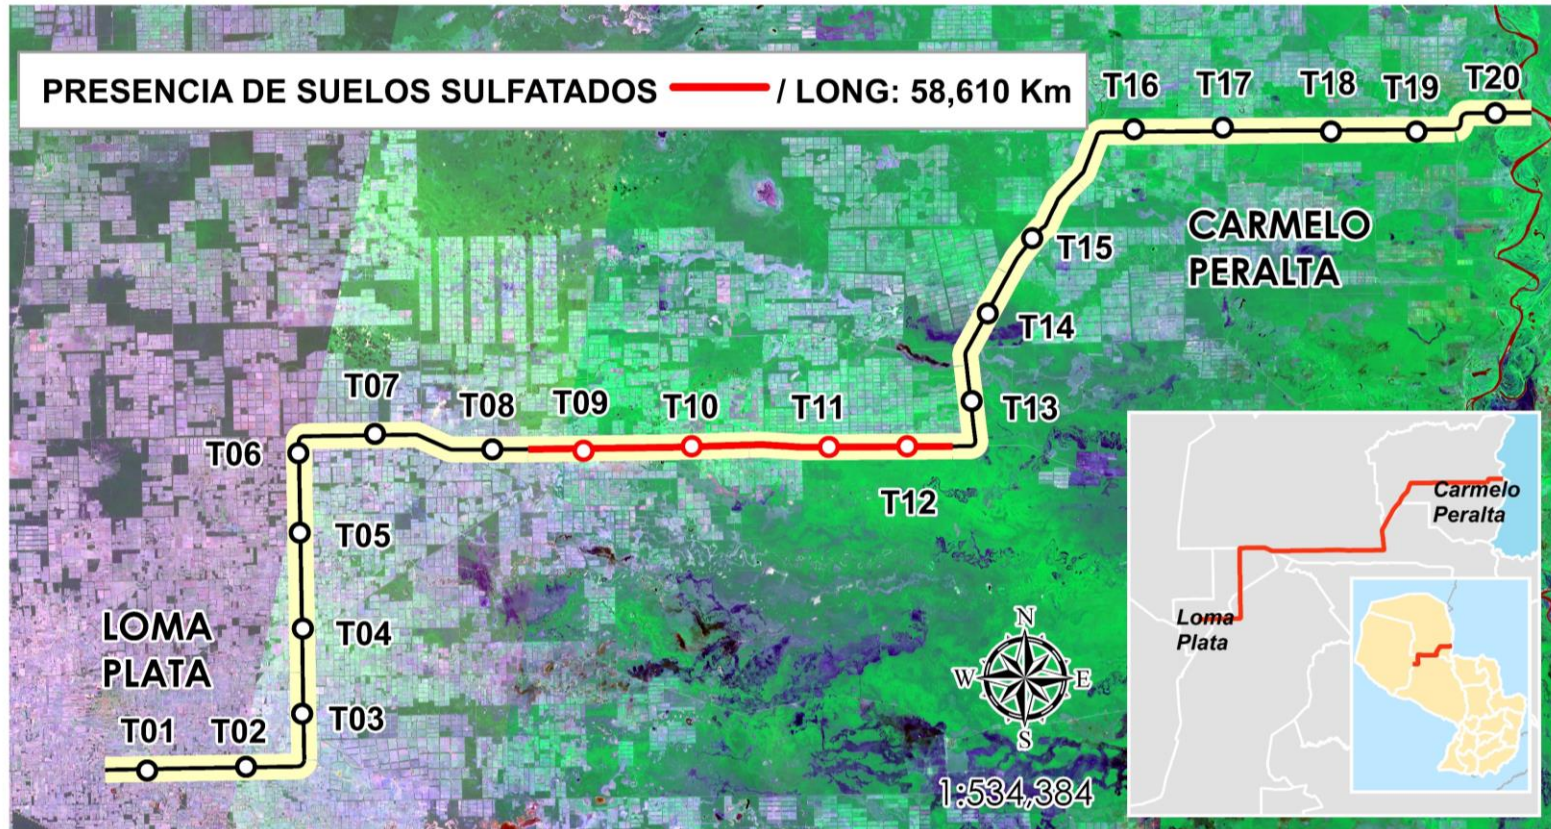 PRESENCIA DE SUELOS SULFATADOS / LONG: 58,610 Km
T16
T17
T18
T19
T20
CARMELO
PERALTA
T15
T14
T13
T07
T08
T09
T10
T11
T12
T06
T05
T04
T03
LOMA
PLATA
T01
T02
N
W
E
S
1:534,384
Carmelo
Peralta
Loma
Plata